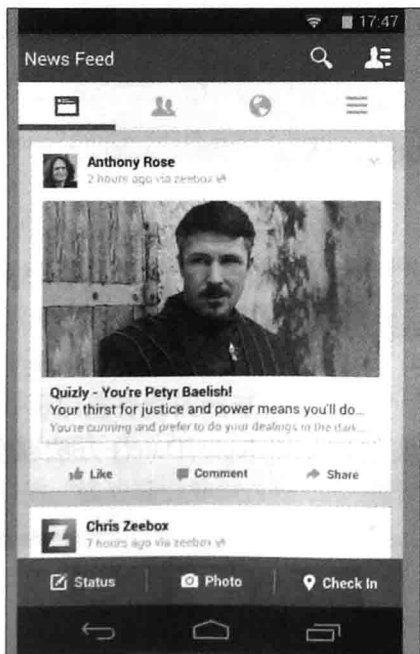 17:47
News Feed
Anthony Rose
2 hours ago via zeebox
Quizly - You're Petyr Baelish!
Your thirst for justice and power means you'll do...
You're cunning and prefer to do your dealings in the dark...
Like Comment Share
Z
Chris Zeebox
7 hours ago via zeebox
Status Photo Check In